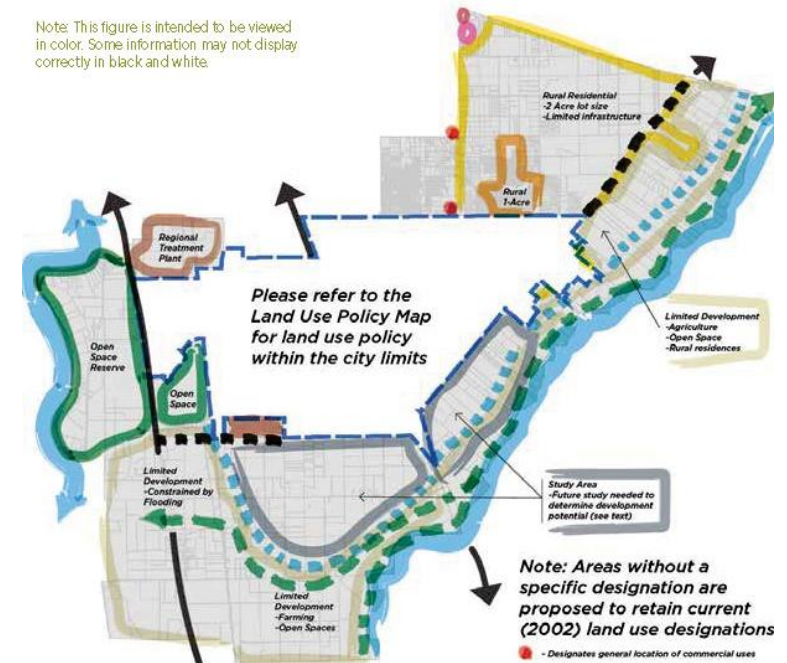 Note: This figure is intended to be viewed
in color. Some information may not display
correctly in black and white.
Rural Residential
-2 Acre lot size
-Limited infrastructure
Rural
1-Acre
Regional
Treatment
Plant
Please refer to the
Land Use Policy Map
for land use policy
within the city limits
Limited Development
-Agriculture
-Open Space
-Rural residences
Open
Space
Reserve
Open
Space
Limited
Development
-Constrained by
Flooding
Study Area
-Future study needed to
determine development
potential (see text)
Limited
Development
-Farming
-Open Spaces
Note: Areas without a
specific designation are
proposed to retain current
(2002) land use designations
- Designates general location of commercial uses